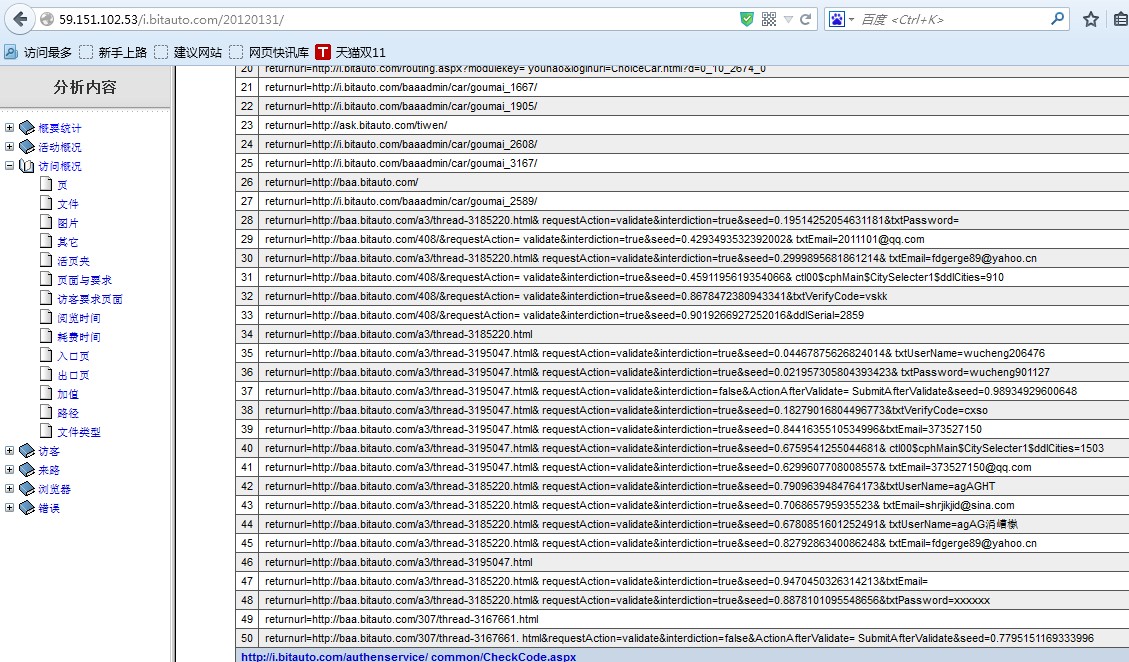 59.151.102.53/i.bitauto.com/20120131/
百度 <Ctrl+K>
访问最多 新手上路 建议网站 网页快讯库 T 天猫双11
分析内容
概要统计
活动概况
访问概况
页
文件
图片
其它
活页夹
页面与要求
访客要求页面
阅览时间
耗费时间
入口页
出口页
加值
路径
文件类型
访客
来路
浏览器
错误
20 returnurl=http://i.bitauto.com/routing.aspx?modulekey= youhao&loginurl=ChoiceCar.html?d=0_10_2674_0
21 returnurl=http://i.bitauto.com/baaadmin/car/goumai_1667/
22 returnurl=http://i.bitauto.com/baaadmin/car/goumai_1905/
23 returnurl=http://ask.bitauto.com/tiwen/
24 returnurl=http://i.bitauto.com/baaadmin/car/goumai_2608/
25 returnurl=http://i.bitauto.com/baaadmin/car/goumai_3167/
26 returnurl=http://baa.bitauto.com/
27 returnurl=http://i.bitauto.com/baaadmin/car/goumai_2589/
28 returnurl=http://baa.bitauto.com/a3/thread-3185220.html& requestAction=validate&interdiction=true&seed=0.19514252054631181&txtPassword=
29 returnurl=http://baa.bitauto.com/408/&requestAction= validate&interdiction=true&seed=0.4293493532392002& txtEmail=2011101@qq.com
30 returnurl=http://baa.bitauto.com/a3/thread-3185220.html& requestAction=validate&interdiction=true&seed=0.2999895681861214& txtEmail=fdgerge89@yahoo.cn
31 returnurl=http://baa.bitauto.com/408/&requestAction= validate&interdiction=true&seed=0.459119561 9354066& ctl00$cphMain$CitySelecter1$ddlCities=910
32 returnurl=http://baa.bitauto.com/408/&requestAction= validate&interdiction=true&seed=0.8678472380943341&txtVerifyCode=vskk
33 returnurl=http://baa.bitauto.com/408/&requestAction= validate&interdiction=true&seed=0.9019266927252016&ddlSerial=2859
34 returnurl=http://baa.bitauto.com/a3/thread-3185220.html
35 returnurl=http://baa.bitauto.com/a3/thread-3195047.html& requestAction=validate&interdiction=true&seed=0.04467875626824014& txtUserName=wucheng206476
36 returnurl=http://baa.bitauto.com/a3/thread-3195047.html& requestAction=validate&interdiction=true&seed=0.021957305804393423& txtPassword=wucheng901127
37 returnurl=http://baa.bitauto.com/a3/thread-3195047.html& requestAction=validate&interdiction=false&ActionAfterValidate= SubmitAfterValidate&seed=0.98934929600648
38 returnurl=http://baa.bitauto.com/a3/thread-3195047.html& requestAction=validate&interdiction=true&seed=0.18279016804496773&txtVerifyCode=cxso
39 returnurl=http://baa.bitauto.com/a3/thread-3195047.html& requestAction=validate&interdiction=true&seed=0.8441635510534996&txtEmail=373527150
40 returnurl=http://baa.bitauto.com/a3/thread-3195047.html& requestAction=validate&interdiction=true&seed=0.6759541255044681& ctl00$cphMain$CitySelecter1$ddlCities=1503
41 returnurl=http://baa.bitauto.com/a3/thread-3195047.html& requestAction=validate&interdiction=true&seed=0.6299607708008557& txtEmail=373527150@qq.com
42 returnurl=http://baa.bitauto.com/a3/thread-3185220.html& requestAction=validate&interdiction=true&seed=0.7909639484764173&txtUserName=agAGHT
43 returnurl=http://baa.bitauto.com/a3/thread-3185220.html& requestAction=validate&interdiction=true&seed=0.706865795935523& txtEmail=shrjikjid@sina.com
44 returnurl=http://baa.bitauto.com/a3/thread-3185220.html& requestAction=validate&interdiction=true&seed=0.6780851601252491& txtUserName=agAG
45 returnurl=http://baa.bitauto.com/a3/thread-3185220.html& requestAction=validate&interdiction=true&seed=0.8279286340086248& txtEmail=fdgerge89@yahoo.cn
46 returnurl=http://baa.bitauto.com/a3/thread-3195047.html
47 returnurl=http://baa.bitauto.com/a3/thread-3185220.html& requestAction=validate&interdiction=true&seed=0.9470450326314213&txtEmail=
48 returnurl=http://baa.bitauto.com/a3/thread-3185220.html& requestAction=validate&interdiction=true&seed=0.8878101095548656&txtPassword=xxxxxx
49 returnurl=http://baa.bitauto.com/307/thread-3167661.html
50 returnurl=http://baa.bitauto.com/307/thread-3167661. html&requestAction=validate&interdiction=false&ActionAfterValidate= SubmitAfterValidate&seed=0.7795151169333996
http://i.bitauto.com/authenservice/ common/CheckCode.aspx